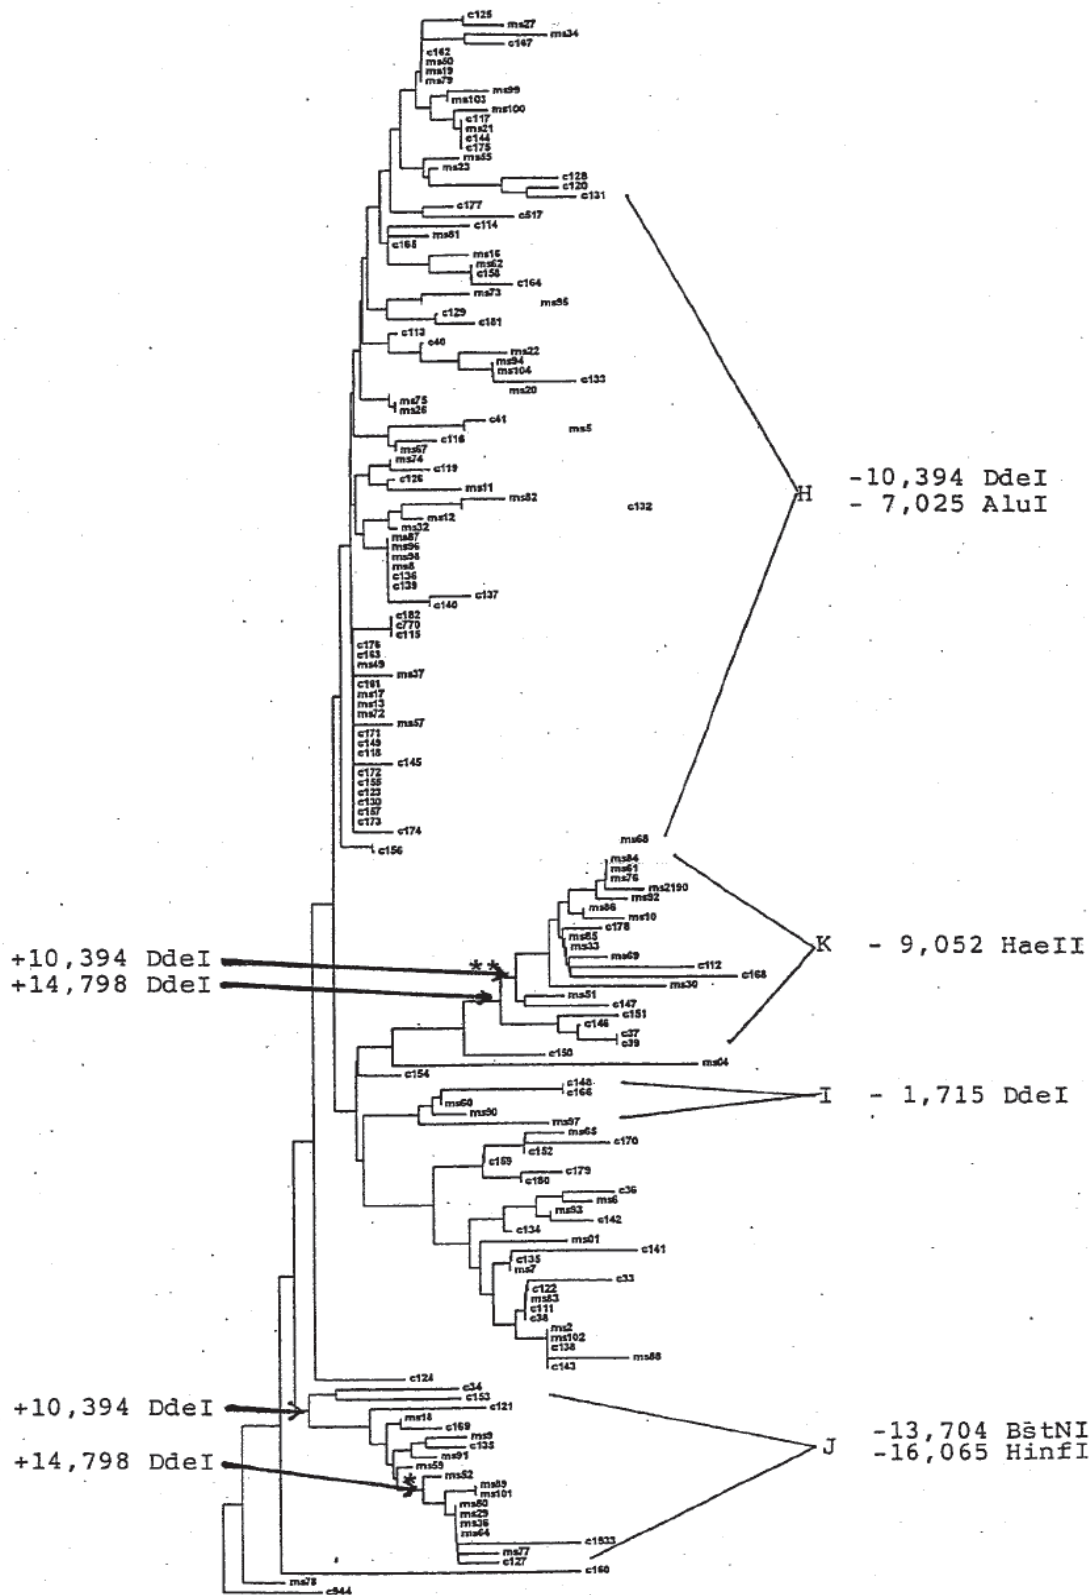 c125
ms27
ms34
c167
c162
ms50
ms19
ms79
ms99
ms103
ms100
c117
ms21
c144
c175
ms55
ms23
c128
c120
c131
c177
c517
c114
ms81
c165
ms16
ms62
c158
c164
ms73
ms95
c129
c181
c113
c40
ms22
ms94
ms104
c133
ms20
ms75
ms26
c41
ms5
c116
ms67
ms74
c119
c126
ms11
ms82
c132
ms12
ms32
ms87
ms96
ms98
ms8
c136
c139
c137
c140
c182
c770
c115
c176
c163
ms49
ms37
c161
ms17
ms13
ms72
ms57
c171
c149
c118
c145
c172
c155
c123
c130
c157
c173
c174
c156
H
-10,394 DdeI
- 7,025 AluI
ms68
ms84
ms61
ms76
ms2190
ms92
ms86
ms10
c178
ms85
ms33
ms69
c112
c168
ms30
ms51
c147
c151
c146
c37
c39
c150
ms04
c154
K - 9,052 HaeII
+10,394 DdeI **
+14,798 DdeI
c148
c166
ms60
ms90
ms97
I - 1,715 DdeI
ms65
c170
c152
c159
c179
c180
c36
ms6
ms93
c142
c134
ms01
c141
c135
ms7
c33
c122
ms83
c111
c38
ms2
ms102
c138
ms88
c143
c124
c34
c153
+10,394 DdeI
c121
ms18
c169
ms9
c135
ms91
ms59
+14,798 DdeI *
ms52
ms89
ms101
ms80
ms29
ms36
ms64
c1533
ms77
c127
c160
ms78
c944
J
-13,704 BstNI
-16,065 HinfI